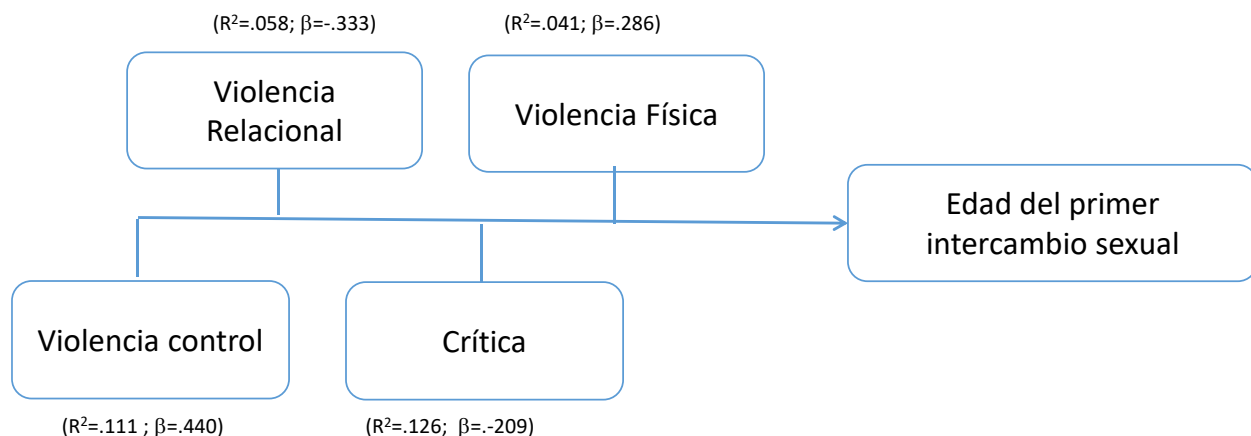 (R²=.058; β=-.333)
(R²=.041; β=.286)
Violencia
Relacional
Violencia Física
Edad del primer
intercambio sexual
Violencia control
Crítica
(R²=.111 ; β=.440)
(R²=.126; β=.-209)